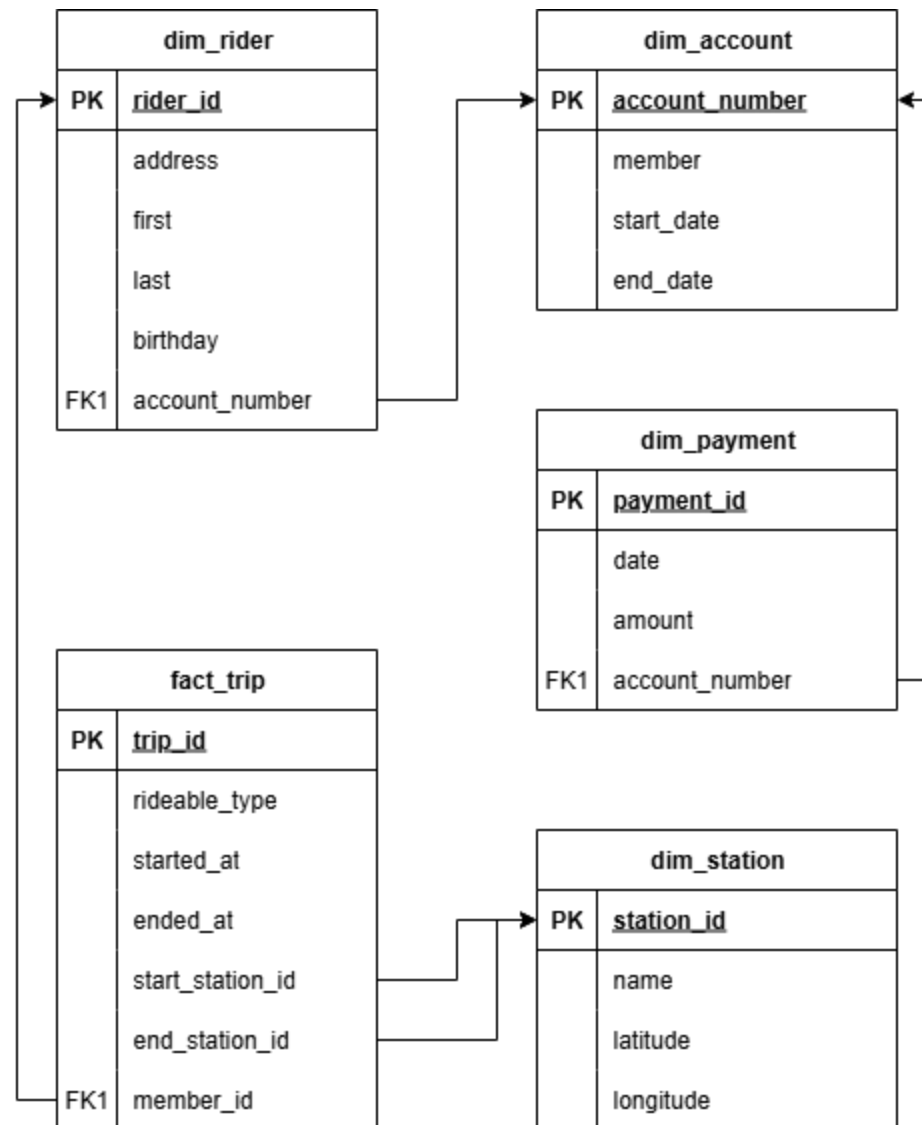 dim_rider
PK rider_id
address
first
last
birthday
FK1 account_number
dim_account
PK account_number
member
start_date
end_date
dim_payment
PK payment_id
date
amount
FK1 account_number
fact_trip
PK trip_id
rideable_type
started_at
ended_at
start_station_id
end_station_id
FK1 member_id
dim_station
PK station_id
name
latitude
longitude